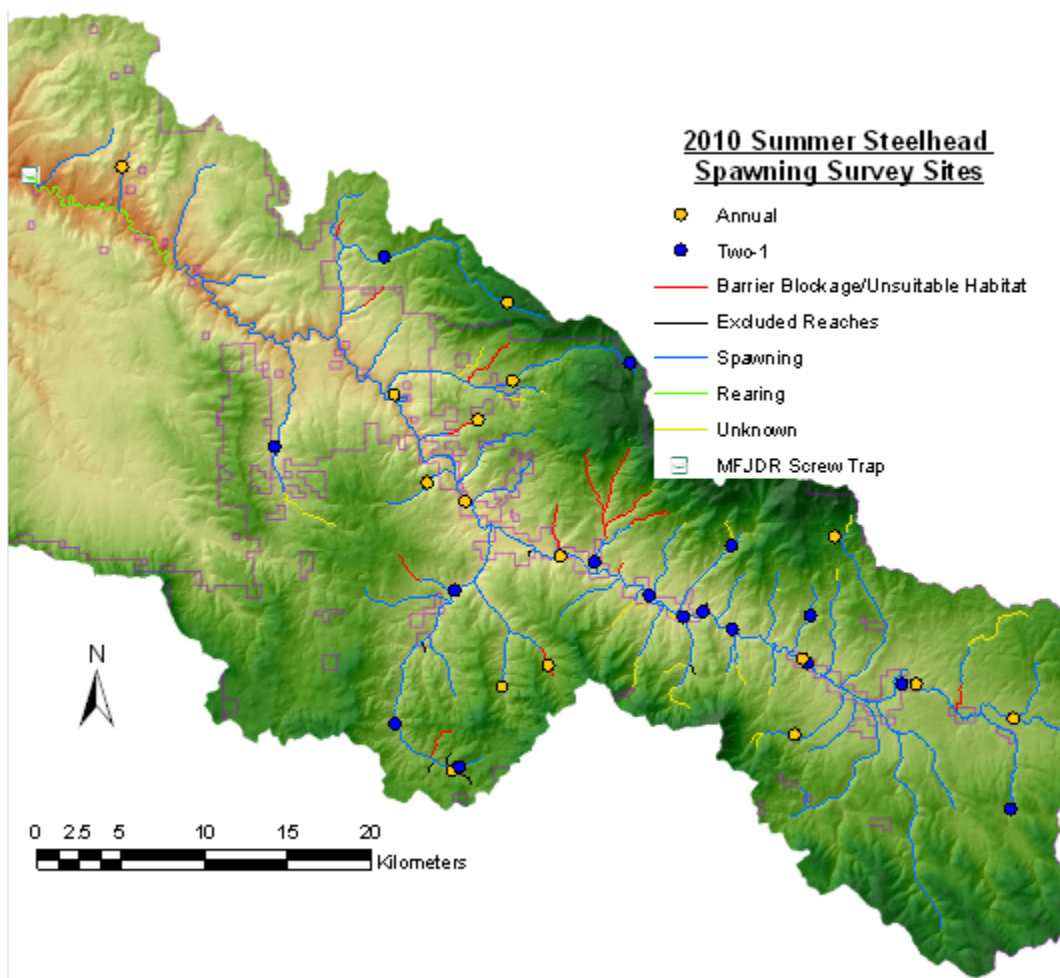 2010 Summer Steelhead
Spawning Survey Sites
Annual
Two-1
Barrier Blockage/Unsuitable Habitat
Excluded Reaches
Spawning
Rearing
Unknown
MFJDR Screw Trap
N
0 2.5 5 10 15 20
Kilometers